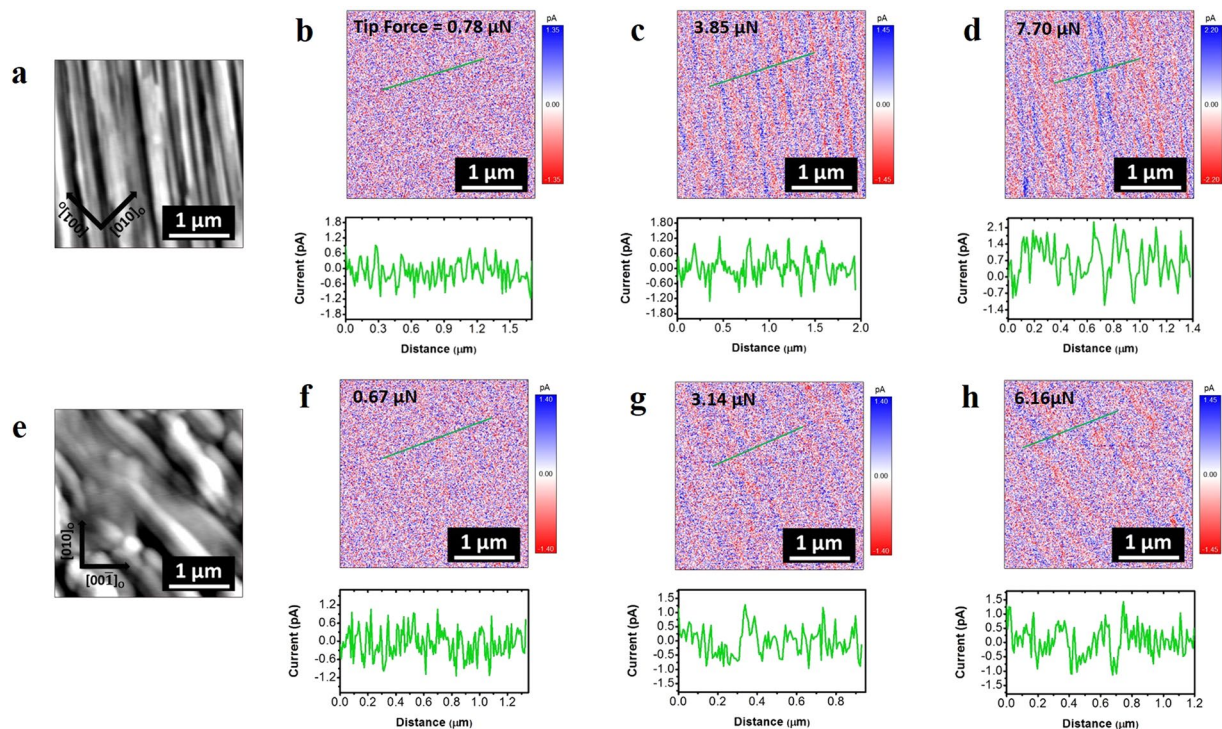 a
[001]O
[010]O
1 μm
b
Tip Force = 0.78 μN
1 μm
pA
1.35
0.00
-1.35
Current (pA)
1.8
1.2
0.6
0.0
-0.6
-1.2
-1.8
0.0 0.3 0.6 0.9 1.2 1.5
Distance (μm)
c
3.85 μN
1 μm
pA
1.45
0.00
-1.45
Current (pA)
1.80
1.20
0.60
0.00
-0.60
-1.20
-1.80
0.0 0.5 1.0 1.5 2.0
Distance (μm)
d
7.70 μN
1 μm
pA
2.20
0.00
-2.20
Current (pA)
2.1
1.4
0.7
0.0
-0.7
-1.4
0.0 0.2 0.4 0.6 0.8 1.0 1.2 1.4
Distance (μm)
e
[010]O
[001̄]O
1 μm
f
0.67 μN
1 μm
pA
1.40
0.00
-1.40
Current (pA)
1.2
0.6
0.0
-0.6
-1.2
0.0 0.2 0.4 0.6 0.8 1.0 1.2
Distance (μm)
g
3.14 μN
1 μm
pA
1.40
0.00
-1.40
Current (pA)
1.5
1.0
0.5
0.0
-0.5
-1.0
-1.5
0.0 0.2 0.4 0.6 0.8
Distance (μm)
h
6.16μN
1 μm
pA
1.45
0.00
-1.45
Current (pA)
1.5
1.0
0.5
0.0
-0.5
-1.0
-1.5
0.0 0.2 0.4 0.6 0.8 1.0 1.2
Distance (μm)